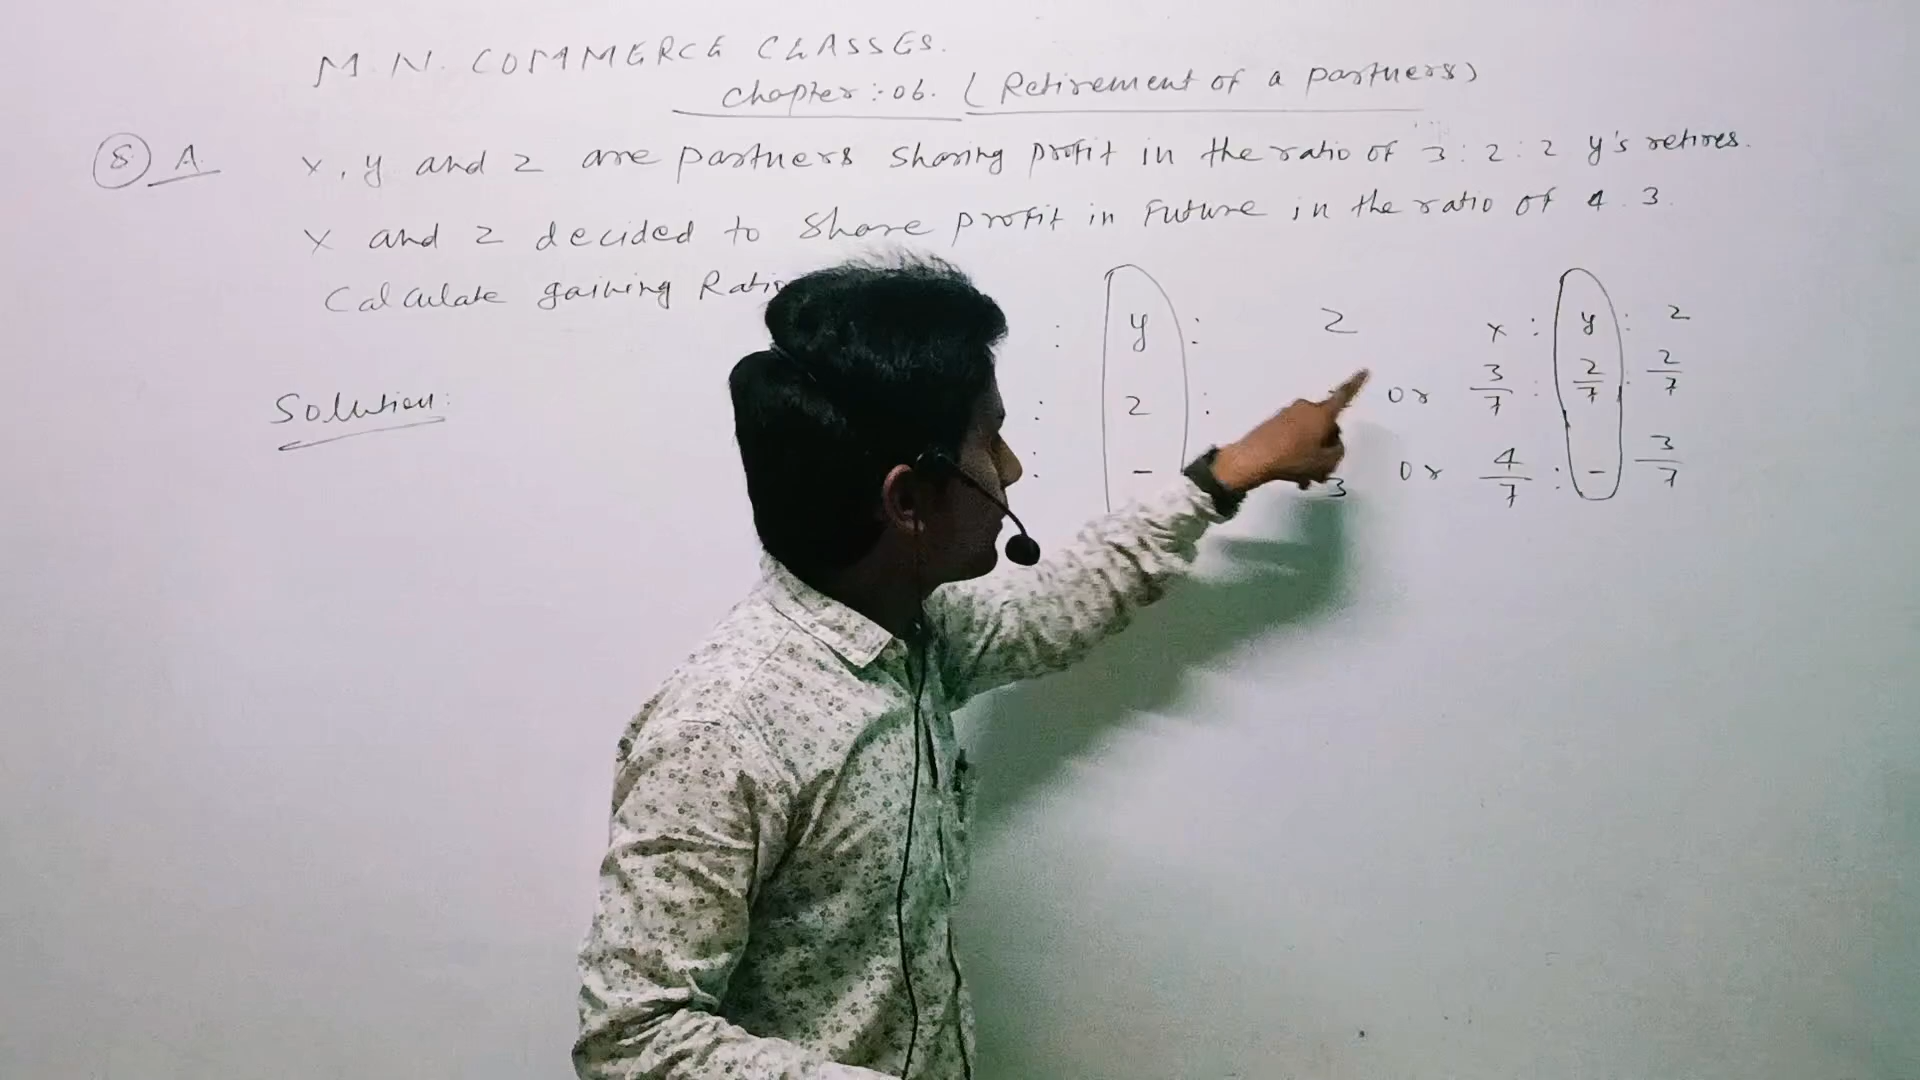 M. N. COMMERCE CLASSES.
Chapter :- 06. ( Retirement of a partners )
8 A. X, y and z are partners sharing profit in the ratio of 3 : 2 : 2 y's retires.
X and z decided to share profit in future in the ratio of 4 : 3.
Calculate gaining Ratio
: y : z x : y : z
Solution: : 2 : or 3/7 : 2/7 : 2/7
: - 3 or 4/7 : - 3/7